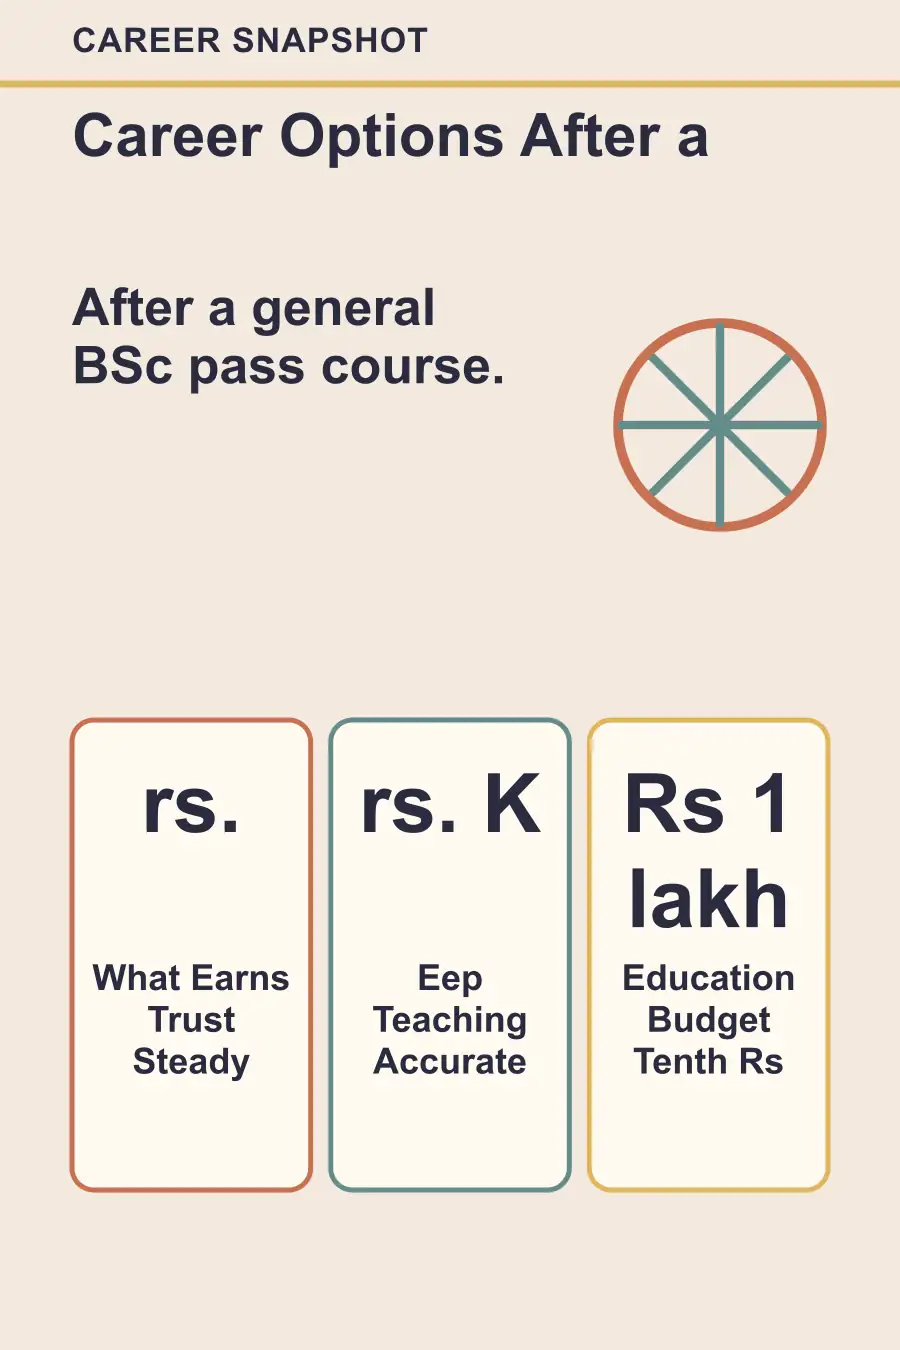 CAREER SNAPSHOT
Career Options After a
After a general
BSc pass course.
rs.
What Earns
Trust
Steady
rs. K
Eep
Teaching
Accurate
Rs 1
lakh
Education
Budget
Tenth Rs